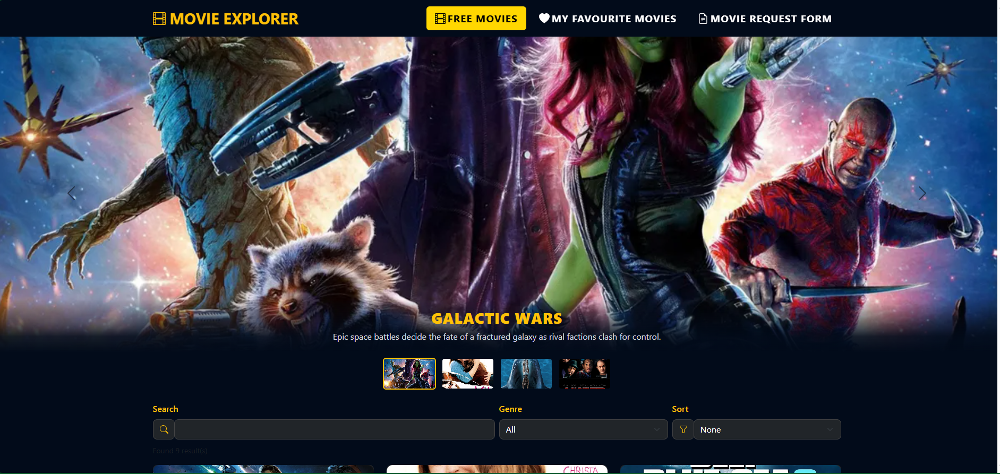 MOVIE EXPLORER
FREE MOVIES
MY FAVOURITE MOVIES
MOVIE REQUEST FORM
GALACTIC WARS
Epic space battles decide the fate of a fractured galaxy as rival factions clash for control.
Search
Genre
Sort
All
None
Found 9 result(s)
CHRISTA